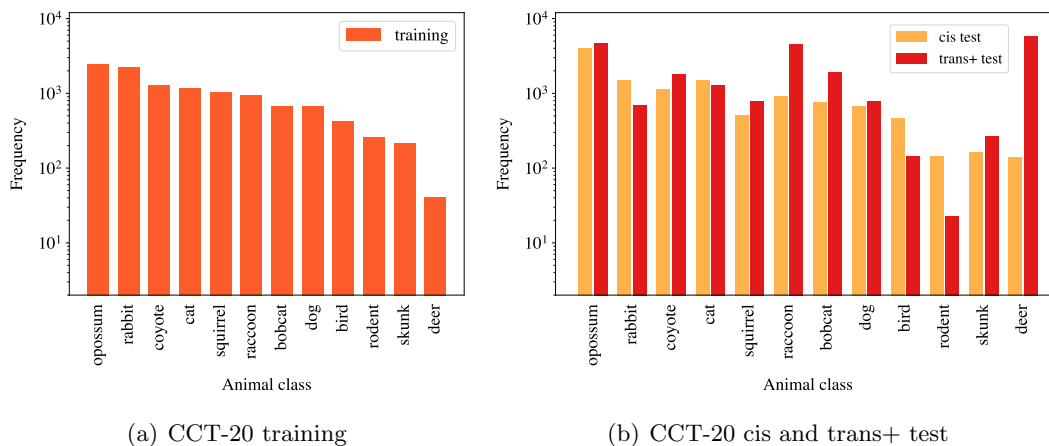 10^4
10^3
10^2
10^1
Frequency
training
opossum
rabbit
coyote
cat
squirrel
raccoon
bobcat
dog
bird
rodent
skunk
deer
Animal class
(a) CCT-20 training
10^4
10^3
10^2
10^1
Frequency
cis test
trans+ test
opossum
rabbit
coyote
cat
squirrel
raccoon
bobcat
dog
bird
rodent
skunk
deer
Animal class
(b) CCT-20 cis and trans+ test